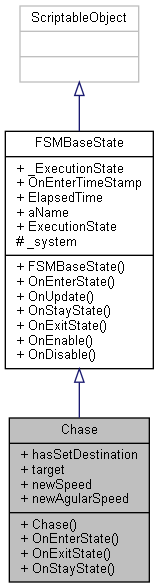 ScriptableObject
FSMBaseState
+ _ExecutionState
+ OnEnterTimeStamp
+ ElapsedTime
+ aName
+ ExecutionState
# _system
+ FSMBaseState()
+ OnEnterState()
+ OnUpdate()
+ OnStayState()
+ OnExitState()
+ OnEnable()
+ OnDisable()
Chase
+ hasSetDestination
+ target
+ newSpeed
+ newAgularSpeed
+ Chase()
+ OnEnterState()
+ OnExitState()
+ OnStayState()